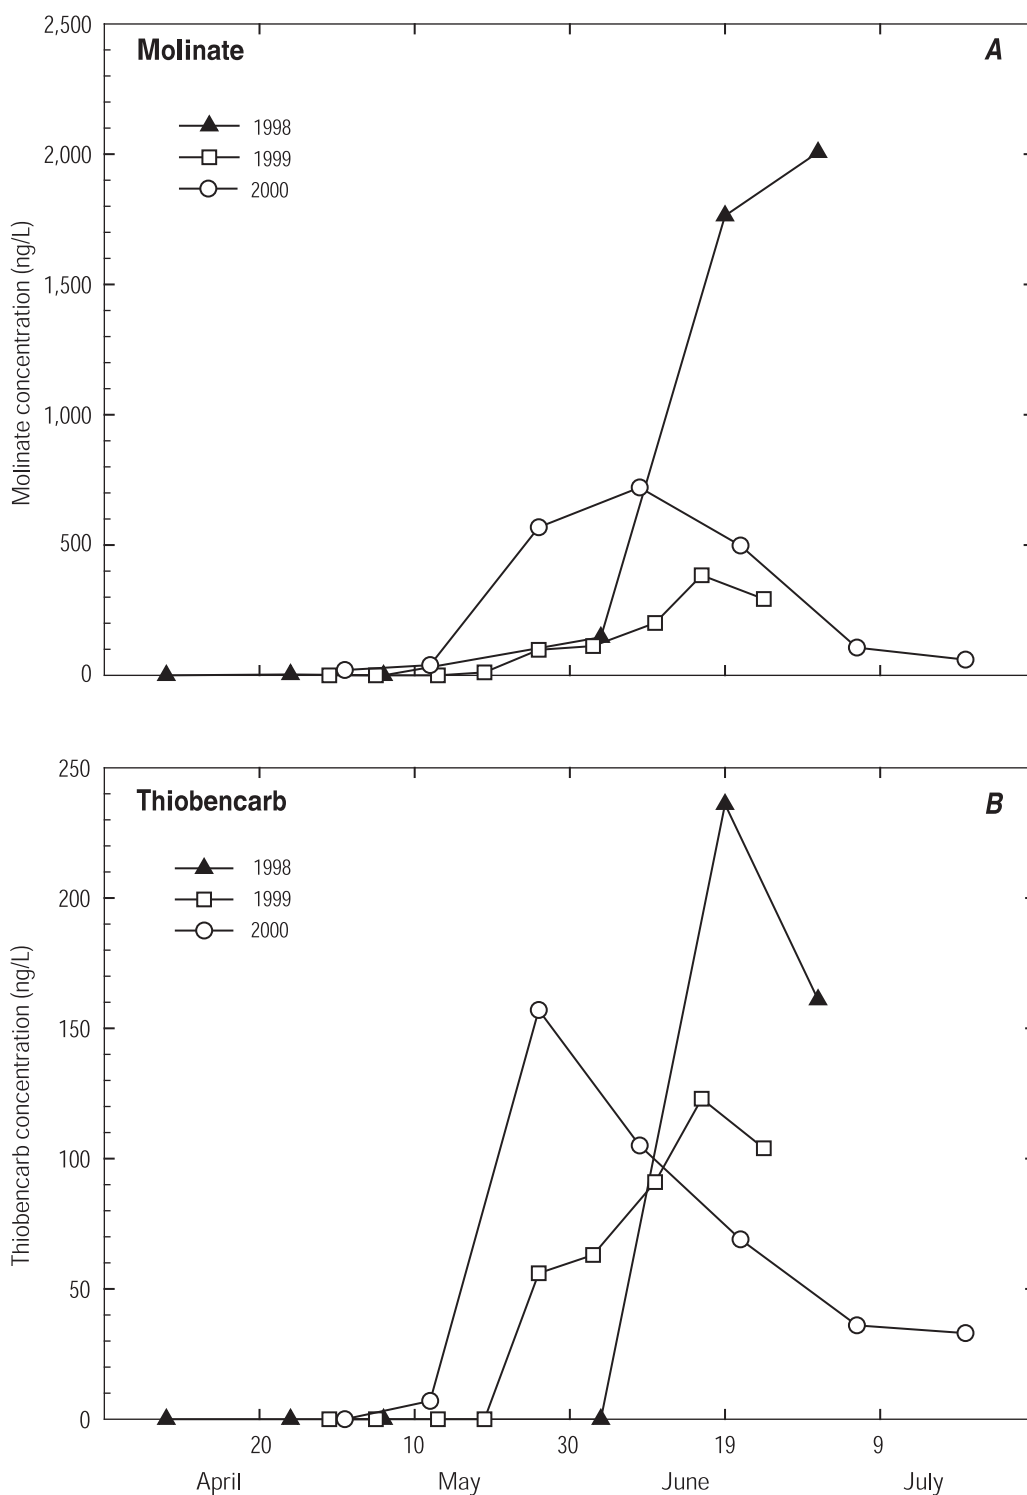 2,500
Molinate
A
1998
1999
2000
2,000
1,500
1,000
500
0
Molinate concentration (ng/L)
250
Thiobencarb
B
1998
1999
2000
200
150
100
50
0
Thiobencarb concentration (ng/L)
20 10 30 19 9
April May June July